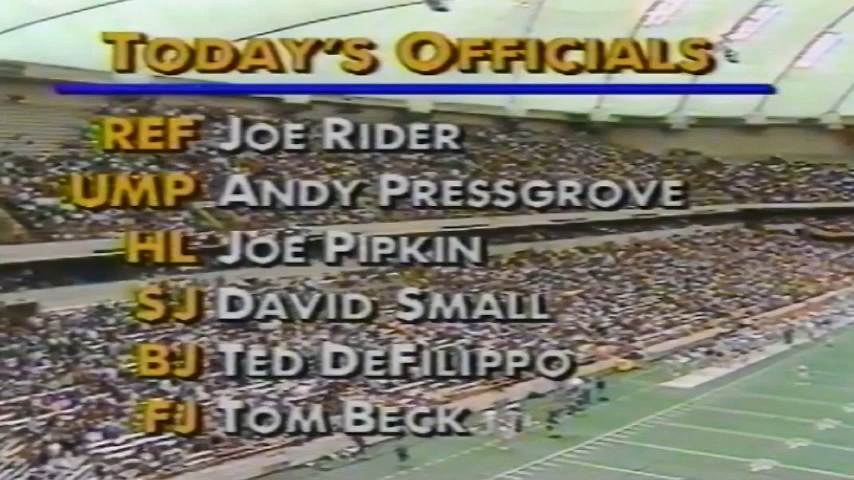 TODAY'S OFFICIALS
REF JOE RIDER
UMP ANDY PRESSGROVE
HL JOE PIPKIN
SJ DAVID SMALL
BJ TED DEFILIPPO
FJ TOM BECK